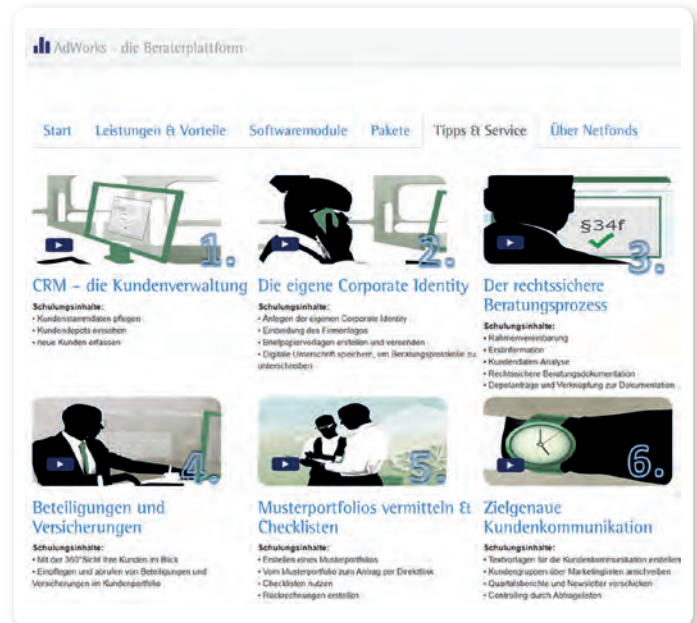 AdWorks – die Beraterplattform
Start Leistungen & Vorteile Softwaremodule Pakete Tipps & Service Über Netfonds
1.
CRM – die Kundenverwaltung
Schulungsinhalte:
• Kundenstammdaten pflegen
• Kundendepots einsehen
• neue Kunden erfassen
2.
Die eigene Corporate Identity
Schulungsinhalte:
• Anlegen der eigenen Corporate Identity
• Einbindung des Firmenlogos
• Briefpapiervorlagen erstellen und versenden
• Digitale Unterschrift speichern, um Beratungsprotokolle zu
unterschreiben
§34f
3.
Der rechtssichere
Beratungsprozess
Schulungsinhalte:
• Rahmenvereinbarung
• Erstinformation
• Kundendaten-Analyse
• Rechtssichere Beratungsdokumentation
• Depotanträge und Verknüpfung zur Dokumentation
4.
Beteiligungen und
Versicherungen
Schulungsinhalte:
• Mit der 360°Sicht Ihre Kunden im Blick
• Einpflegen und abrufen von Beteiligungen und
Versicherungen im Kundenportfolio
5.
Musterportfolios vermitteln &
Checklisten
Schulungsinhalte:
• Erstellen eines Musterportfolios
• Vom Musterportfolio zum Antrag per Direktlink
• Checklisten nutzen
• Rückrechnungen erstellen
6.
Zielgenaue
Kundenkommunikation
Schulungsinhalte:
• Textvorlagen für die Kundenkommunikation erstellen
• Kundengruppen über Marketinglisten anschreiben
• Quartalsberichte und Newsletter verschicken
• Controlling durch Abfragelisten